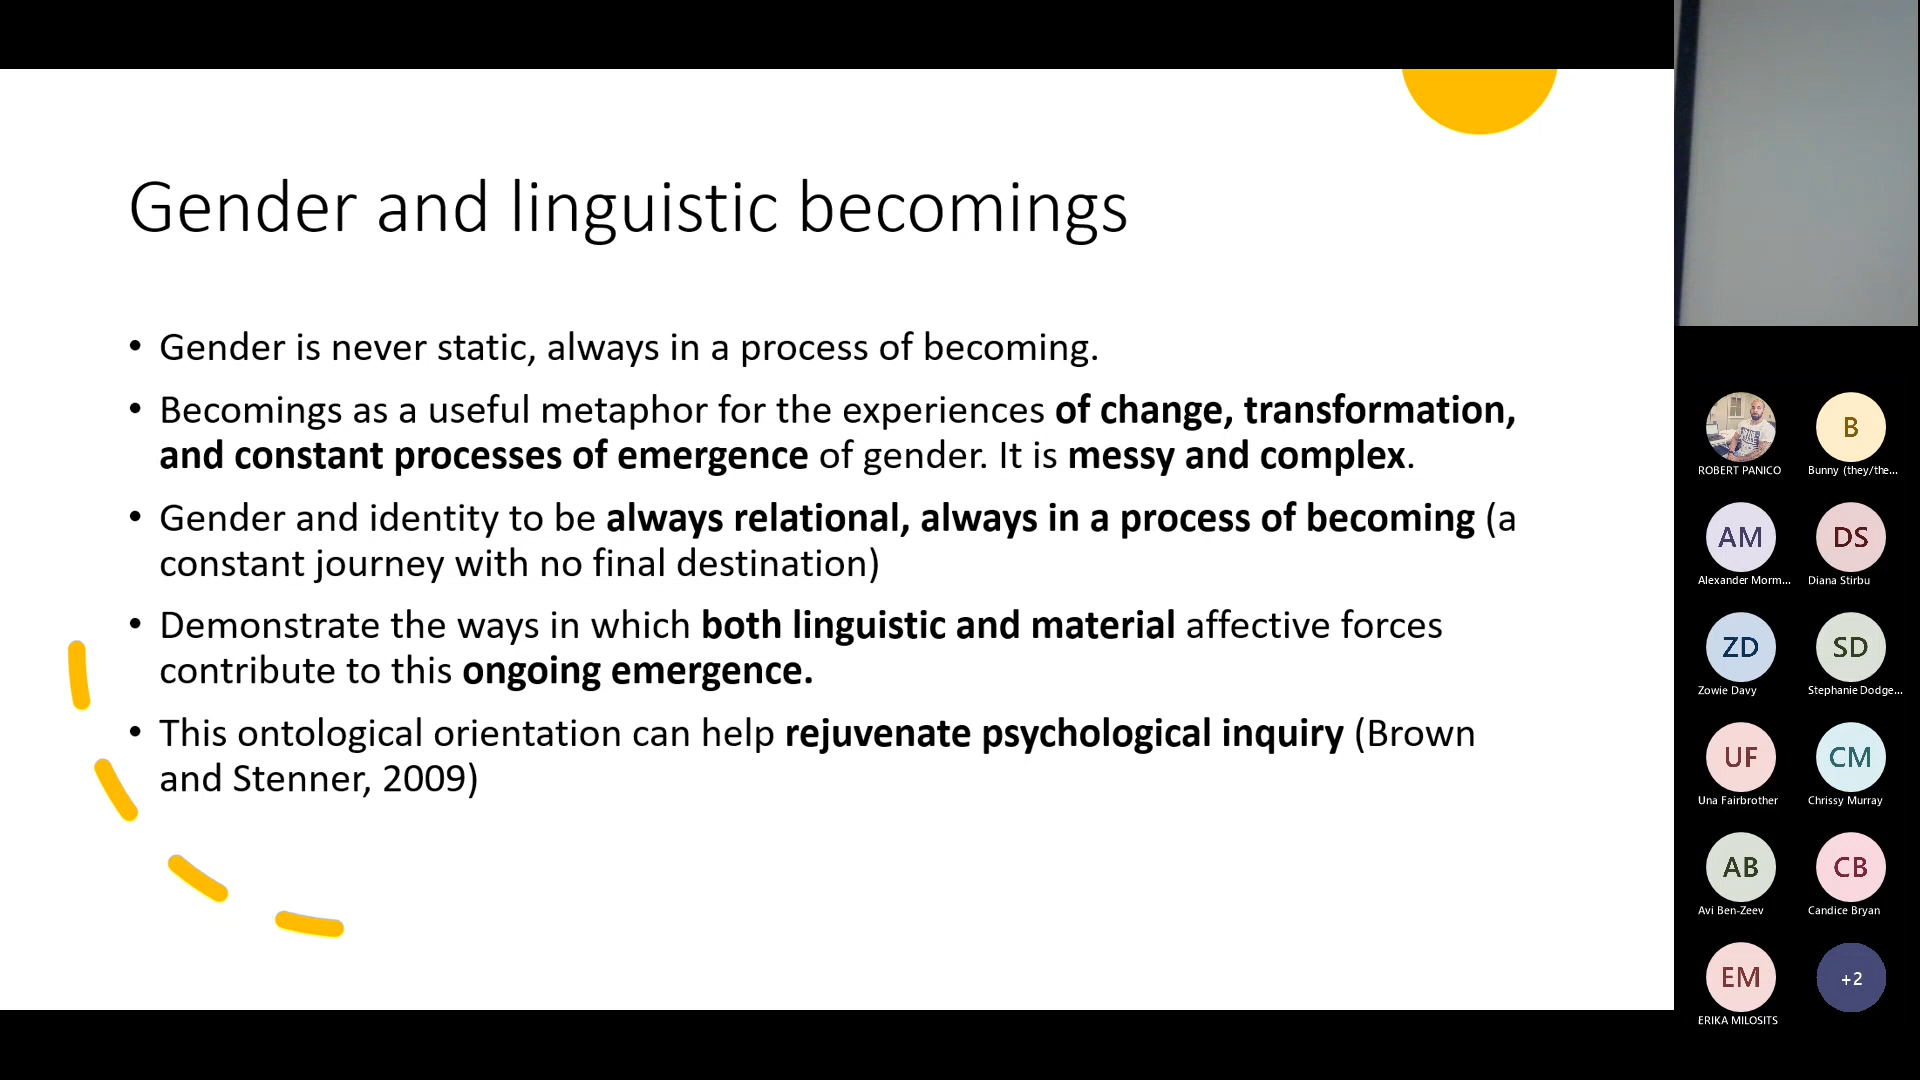 Gender and linguistic becomings
• Gender is never static, always in a process of becoming.
• Becomings as a useful metaphor for the experiences of change, transformation,
and constant processes of emergence of gender. It is messy and complex.
• Gender and identity to be always relational, always in a process of becoming (a
constant journey with no final destination)
• Demonstrate the ways in which both linguistic and material affective forces
contribute to this ongoing emergence.
• This ontological orientation can help rejuvenate psychological inquiry (Brown
and Stenner, 2009)
B
ROBERT PANICO
Bunny (they/the...
AM
DS
Alexander Morm...
Diana Stirbu
ZD
SD
Zowie Davy
Stephanie Dodge...
UF
CM
Una Fairbrother
Chrissy Murray
AB
CB
Avi Ben-Zeev
Candice Bryan
EM
+2
ERIKA MILOSITS